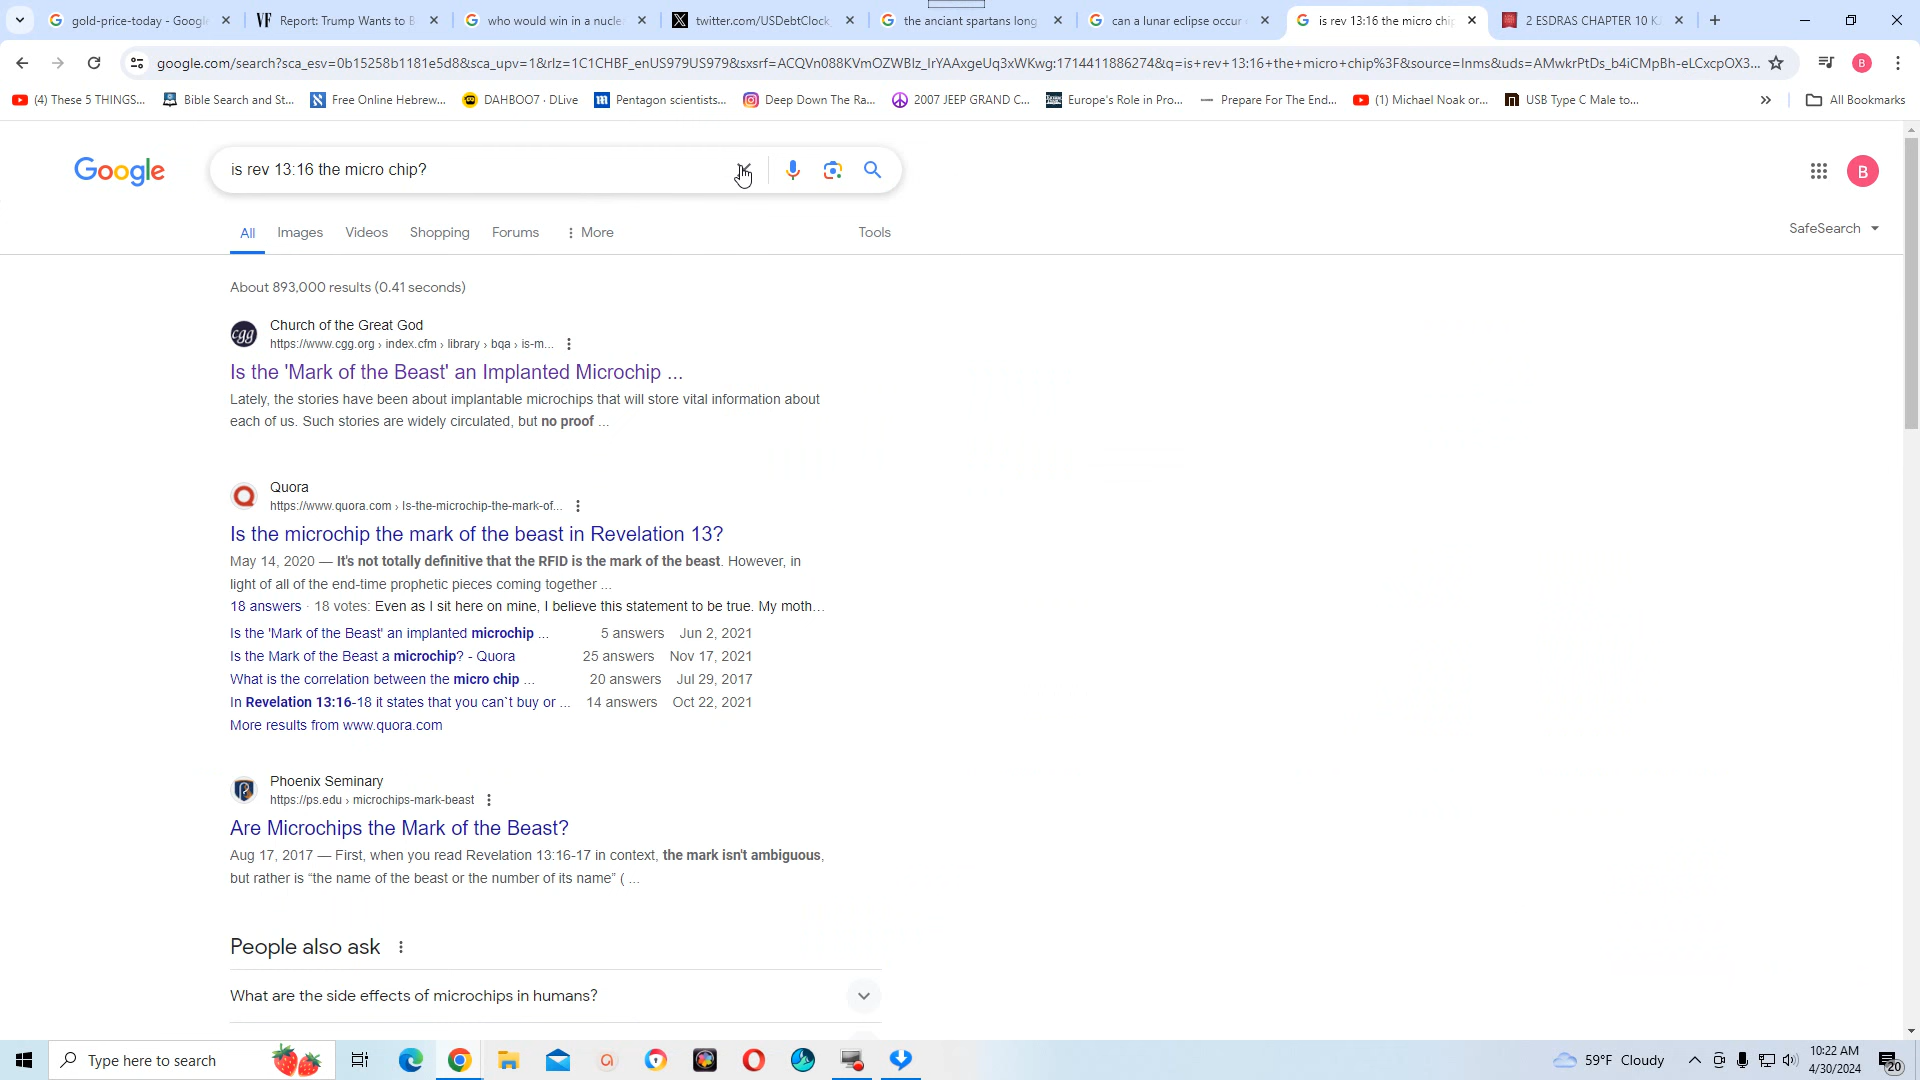 gold-price-today - Google
Report: Trump Wants to B
who would win in a nucle
twitter.com/USDebtClock
the anciant spartans long
can a lunar eclipse occur
is rev 13:16 the micro chip
2 ESDRAS CHAPTER 10 K
google.com/search?sca_esv=0b15258b1181e5d8&sca_upv=1&rlz=1C1CHBF_enUS979US979&sxsrf=ACQVn088KVmOZWBIz_IrYAAxgeUq3xWKwg:1714411886274&q=is+rev+13:16+the+micro+chip%3F&source=lnms&uds=AMwkrPtDs_b4iCMpBh-eLCxcpOX3...
B
(4) These 5 THINGS...
Bible Search and St...
Free Online Hebrew...
DAHBOO7 · DLive
Pentagon scientists...
Deep Down The Ra...
2007 JEEP GRAND C...
Europe's Role in Pro...
Prepare For The End...
(1) Michael Noak or...
USB Type C Male to...
All Bookmarks
Google
is rev 13:16 the micro chip?
B
All
Images
Videos
Shopping
Forums
More
Tools
SafeSearch
About 893,000 results (0.41 seconds)
cgg
Church of the Great God
https://www.cgg.org › index.cfm › library › bqa › is-m...
Is the 'Mark of the Beast' an Implanted Microchip ...
Lately, the stories have been about implantable microchips that will store vital information about
each of us. Such stories are widely circulated, but no proof ...
Quora
https://www.quora.com › Is-the-microchip-the-mark-of...
Is the microchip the mark of the beast in Revelation 13?
May 14, 2020 — It's not totally definitive that the RFID is the mark of the beast. However, in
light of all of the end-time prophetic pieces coming together ...
18 answers · 18 votes: Even as I sit here on mine, I believe this statement to be true. My moth...
Is the 'Mark of the Beast' an implanted microchip ... 5 answers Jun 2, 2021
Is the Mark of the Beast a microchip? - Quora 25 answers Nov 17, 2021
What is the correlation between the micro chip ... 20 answers Jul 29, 2017
In Revelation 13:16-18 it states that you can`t buy or ... 14 answers Oct 22, 2021
More results from www.quora.com
Phoenix Seminary
https://ps.edu › microchips-mark-beast
Are Microchips the Mark of the Beast?
Aug 17, 2017 — First, when you read Revelation 13:16-17 in context, the mark isn't ambiguous,
but rather is “the name of the beast or the number of its name” ( ...
People also ask
What are the side effects of microchips in humans?
Type here to search
59°F Cloudy
10:22 AM
4/30/2024
20